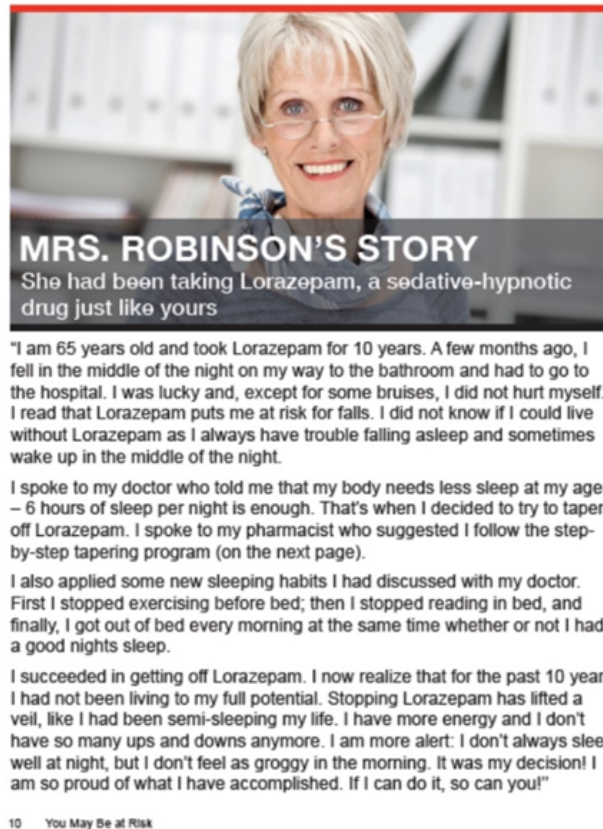 MRS. ROBINSON'S STORY
She had been taking Lorazepam, a sedative-hypnotic
drug just like yours
"I am 65 years old and took Lorazepam for 10 years. A few months ago, I
fell in the middle of the night on my way to the bathroom and had to go to
the hospital. I was lucky and, except for some bruises, I did not hurt myself.
I read that Lorazepam puts me at risk for falls. I did not know if I could live
without Lorazepam as I always have trouble falling asleep and sometimes
wake up in the middle of the night.
I spoke to my doctor who told me that my body needs less sleep at my age
– 6 hours of sleep per night is enough. That's when I decided to try to taper
off Lorazepam. I spoke to my pharmacist who suggested I follow the step-
by-step tapering program (on the next page).
I also applied some new sleeping habits I had discussed with my doctor.
First I stopped exercising before bed; then I stopped reading in bed, and
finally, I got out of bed every morning at the same time whether or not I had
a good nights sleep.
I succeeded in getting off Lorazepam. I now realize that for the past 10 year
I had not been living to my full potential. Stopping Lorazepam has lifted a
veil, like I had been semi-sleeping my life. I have more energy and I don't
have so many ups and downs anymore. I am more alert: I don't always slee
well at night, but I don't feel as groggy in the morning. It was my decision! I
am so proud of what I have accomplished. If I can do it, so can you!"
10 You May Be at Risk